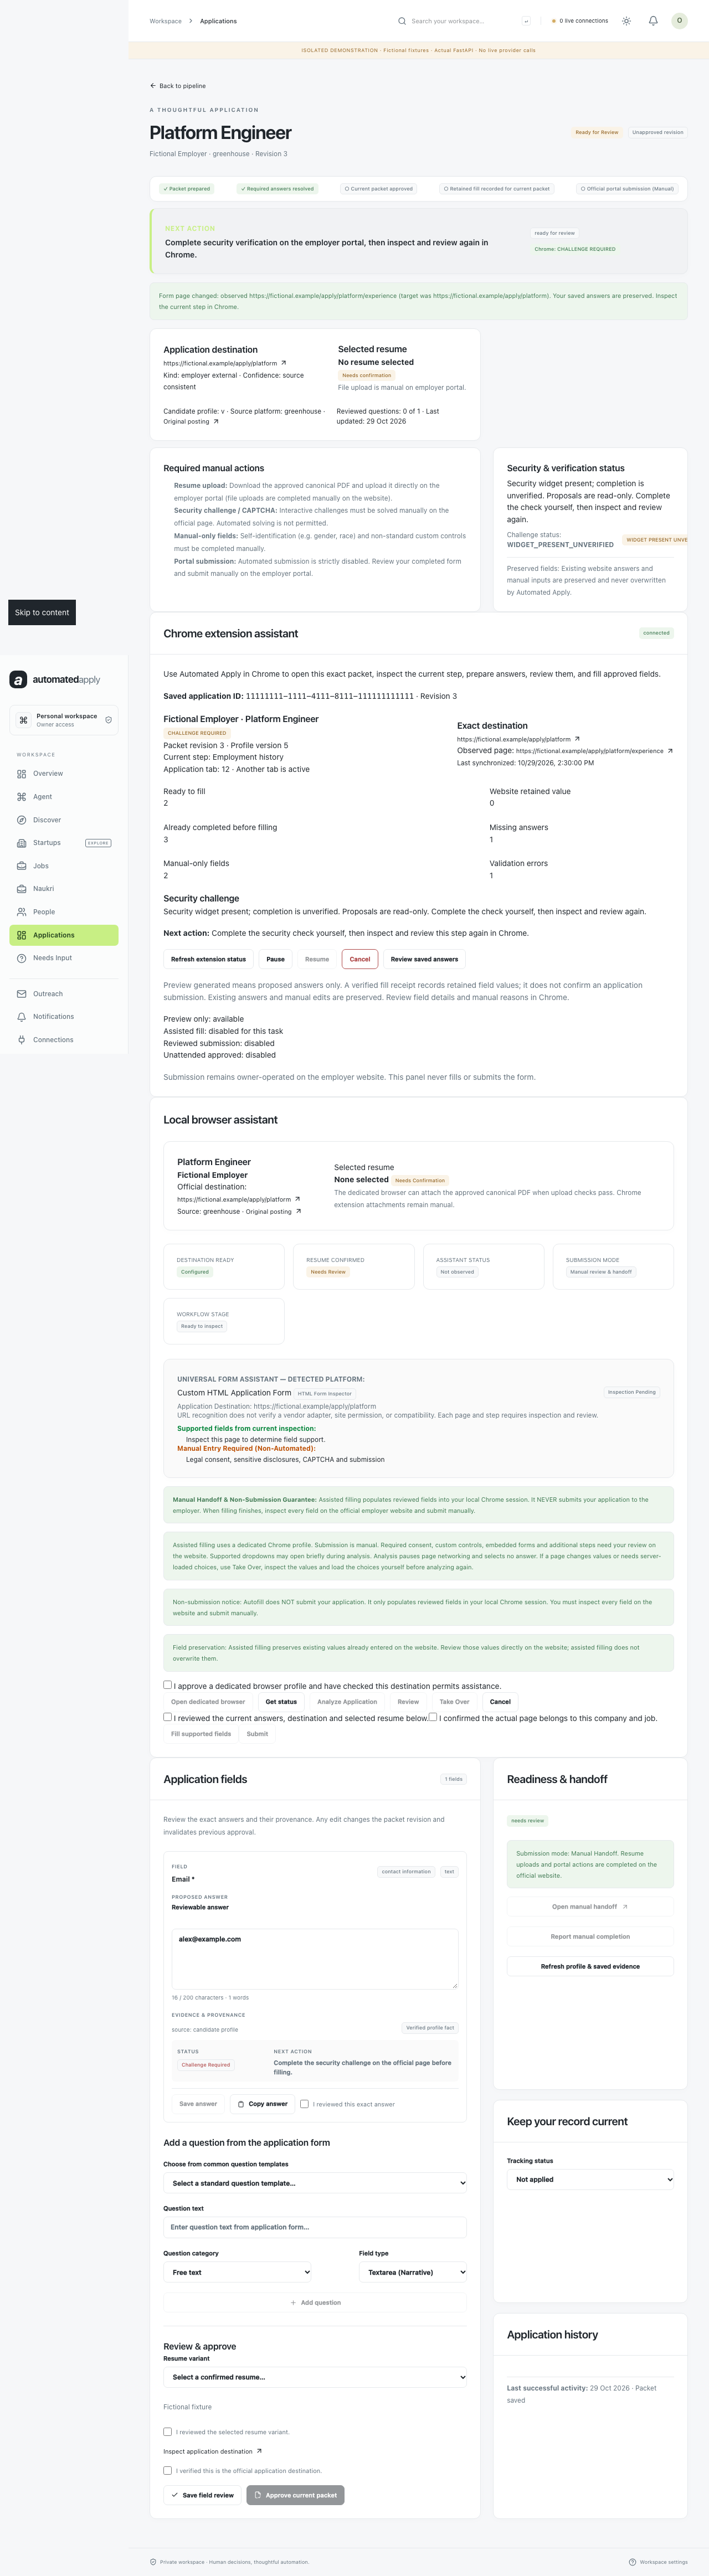 Workspace > Applications
Search your workspace...
0 live connections
O
ISOLATED DEMONSTRATION · Fictional fixtures · Actual FastAPI · No live provider calls
Back to pipeline
A THOUGHTFUL APPLICATION
Platform Engineer
Ready for Review
Unapproved revision
Fictional Employer · greenhouse · Revision 3
✓ Packet prepared
✓ Required answers resolved
○ Current packet approved
○ Retained fill recorded for current packet
○ Official portal submission (Manual)
NEXT ACTION
Complete security verification on the employer portal, then inspect and review again in
Chrome.
ready for review
Chrome: CHALLENGE REQUIRED
Form page changed: observed https://fictional.example/apply/platform/experience (target was https://fictional.example/apply/platform). Your saved answers are preserved. Inspect
the current step in Chrome.
Application destination
https://fictional.example/apply/platform
Kind: employer external · Confidence: source
consistent
Selected resume
No resume selected
Needs confirmation
File upload is manual on employer portal.
Candidate profile: v · Source platform: greenhouse ·
Original posting
Reviewed questions: 0 of 1 · Last
updated: 29 Oct 2026
Required manual actions
Resume upload: Download the approved canonical PDF and upload it directly on the
employer portal (file uploads are completed manually on the website).
Security challenge / CAPTCHA: Interactive challenges must be solved manually on the
official page. Automated solving is not permitted.
Manual-only fields: Self-identification (e.g. gender, race) and non-standard custom controls
must be completed manually.
Portal submission: Automated submission is strictly disabled. Review your completed form
and submit manually on the employer portal.
Security & verification status
Security widget present; completion is
unverified. Proposals are read-only. Complete
the check yourself, then inspect and review
again.
Challenge status:
WIDGET_PRESENT_UNVERIFIED
WIDGET PRESENT UNVE
Preserved fields: Existing website answers and
manual inputs are preserved and never overwritten
by Automated Apply.
Skip to content
automatedapply
Personal workspace
Owner access
WORKSPACE
Overview
Agent
Discover
Startups
EXPLORE
Jobs
Naukri
People
Applications
Needs Input
Outreach
Notifications
Connections
Chrome extension assistant
connected
Use Automated Apply in Chrome to open this exact packet, inspect the current step, prepare answers, review them, and fill approved fields.
Saved application ID: 11111111-1111-4111-8111-111111111111 · Revision 3
Fictional Employer · Platform Engineer
CHALLENGE REQUIRED
Packet revision 3 · Profile version 5
Current step: Employment history
Application tab: 12 · Another tab is active
Exact destination
https://fictional.example/apply/platform
Observed page: https://fictional.example/apply/platform/experience
Last synchronized: 10/29/2026, 2:30:00 PM
Ready to fill
2
Website retained value
0
Already completed before filling
3
Missing answers
1
Manual-only fields
2
Validation errors
1
Security challenge
Security widget present; completion is unverified. Proposals are read-only. Complete the check yourself, then inspect and review again.
Next action: Complete the security check yourself, then inspect and review this step again in Chrome.
Refresh extension status
Pause
Resume
Cancel
Review saved answers
Preview generated means proposed answers only. A verified fill receipt records retained field values; it does not confirm an application
submission. Existing answers and manual edits are preserved. Review field details and manual reasons in Chrome.
Preview only: available
Assisted fill: disabled for this task
Reviewed submission: disabled
Unattended approved: disabled
Submission remains owner-operated on the employer website. This panel never fills or submits the form.
Local browser assistant
Platform Engineer
Fictional Employer
Official destination:
https://fictional.example/apply/platform
Source: greenhouse · Original posting
Selected resume
None selected Needs Confirmation
The dedicated browser can attach the approved canonical PDF when upload checks pass. Chrome
extension attachments remain manual.
DESTINATION READY
Configured
RESUME CONFIRMED
Needs Review
ASSISTANT STATUS
Not observed
SUBMISSION MODE
Manual review & handoff
WORKFLOW STAGE
Ready to inspect
UNIVERSAL FORM ASSISTANT — DETECTED PLATFORM:
Custom HTML Application Form HTML Form Inspector
Inspection Pending
Application Destination: https://fictional.example/apply/platform
URL recognition does not verify a vendor adapter, site permission, or compatibility. Each page and step requires inspection and review.
Supported fields from current inspection:
Inspect this page to determine field support.
Manual Entry Required (Non-Automated):
Legal consent, sensitive disclosures, CAPTCHA and submission
Manual Handoff & Non-Submission Guarantee: Assisted filling populates reviewed fields into your local Chrome session. It NEVER submits your application to the
employer. When filling finishes, inspect every field on the official employer website and submit manually.
Assisted filling uses a dedicated Chrome profile. Submission is manual. Required consent, custom controls, embedded forms and additional steps need your review on
the website. Supported dropdowns may open briefly during analysis. Analysis pauses page networking and selects no answer. If a page changes values or needs server-
loaded choices, use Take Over, inspect the values and load the choices yourself before analyzing again.
Non-submission notice: Autofill does NOT submit your application. It only populates reviewed fields in your local Chrome session. You must inspect every field on the
website and submit manually.
Field preservation: Assisted filling preserves existing values already entered on the website. Review those values directly on the website; assisted filling does not
overwrite them.
I approve a dedicated browser profile and have checked this destination permits assistance.
Open dedicated browser
Get status
Analyze Application
Review
Take Over
Cancel
I reviewed the current answers, destination and selected resume below.
I confirmed the actual page belongs to this company and job.
Fill supported fields
Submit
Application fields
1 fields
Review the exact answers and their provenance. Any edit changes the packet revision and
invalidates previous approval.
FIELD
Email *
contact information
text
PROPOSED ANSWER
Reviewable answer
alex@example.com
16 / 200 characters · 1 words
EVIDENCE & PROVENANCE
source: candidate profile
Verified profile fact
STATUS
Challenge Required
NEXT ACTION
Complete the security challenge on the official page before
filling.
Save answer
Copy answer
I reviewed this exact answer
Add a question from the application form
Choose from common question templates
Select a standard question template...
Question text
Enter question text from application form...
Question category
Free text
Field type
Textarea (Narrative)
Add question
Review & approve
Resume variant
Select a confirmed resume...
Fictional fixture
I reviewed the selected resume variant.
Inspect application destination
I verified this is the official application destination.
Save field review
Approve current packet
Readiness & handoff
needs review
Submission mode: Manual Handoff. Resume
uploads and portal actions are completed on the
official website.
Open manual handoff
Report manual completion
Refresh profile & saved evidence
Keep your record current
Tracking status
Not applied
Application history
Last successful activity: 29 Oct 2026 · Packet
saved
Private workspace · Human decisions, thoughtful automation.
Workspace settings